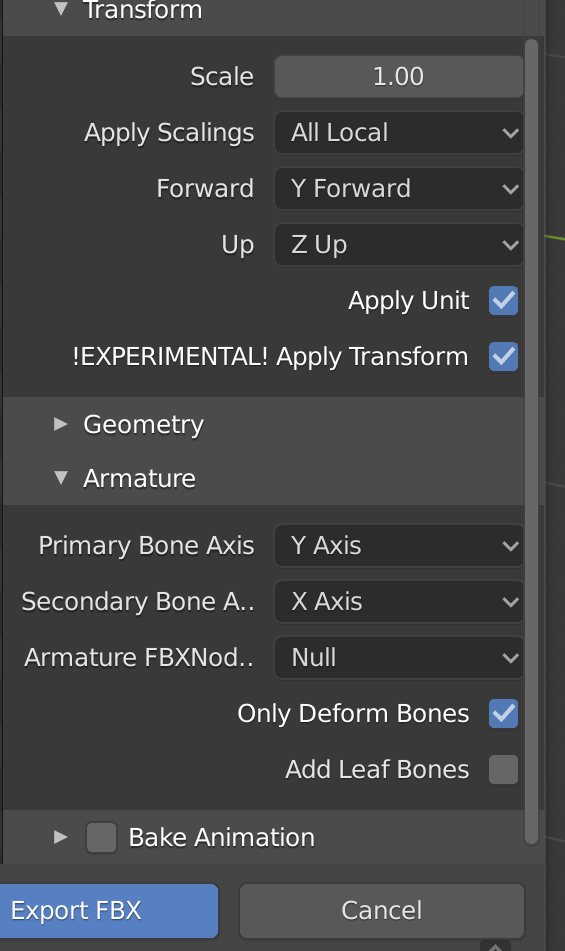 Transform
Scale 1.00
Apply Scalings All Local
Forward Y Forward
Up Z Up
Apply Unit
!EXPERIMENTAL! Apply Transform
Geometry
Armature
Primary Bone Axis Y Axis
Secondary Bone A.. X Axis
Armature FBXNod.. Null
Only Deform Bones
Add Leaf Bones
Bake Animation
Export FBX Cancel